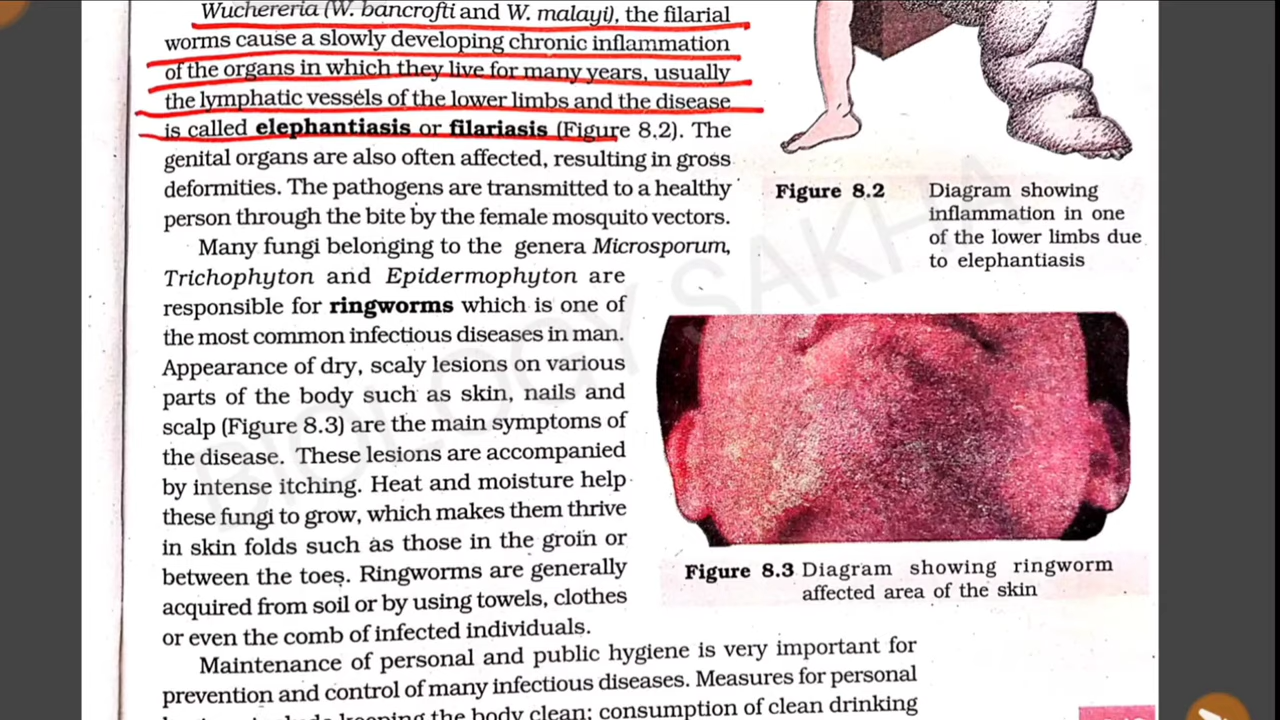 Wuchereria (W. bancrofti and W. malayi), the filarial
worms cause a slowly developing chronic inflammation
of the organs in which they live for many years, usually
the lymphatic vessels of the lower limbs and the disease
is called elephantiasis or filariasis (Figure 8.2). The
genital organs are also often affected, resulting in gross
deformities. The pathogens are transmitted to a healthy
person through the bite by the female mosquito vectors.
Many fungi belonging to the genera Microsporum,
Trichophyton and Epidermophyton are
responsible for ringworms which is one of
the most common infectious diseases in man.
Appearance of dry, scaly lesions on various
parts of the body such as skin, nails and
scalp (Figure 8.3) are the main symptoms of
the disease. These lesions are accompanied
by intense itching. Heat and moisture help
these fungi to grow, which makes them thrive
in skin folds such as those in the groin or
between the toes. Ringworms are generally
acquired from soil or by using towels, clothes
or even the comb of infected individuals.
Maintenance of personal and public hygiene is very important for
prevention and control of many infectious diseases. Measures for personal
keeping the body clean; consumption of clean drinking
Figure 8.2 Diagram showing
inflammation in one
of the lower limbs due
to elephantiasis
Figure 8.3 Diagram showing ringworm
affected area of the skin
BIOLOGY SAKHA